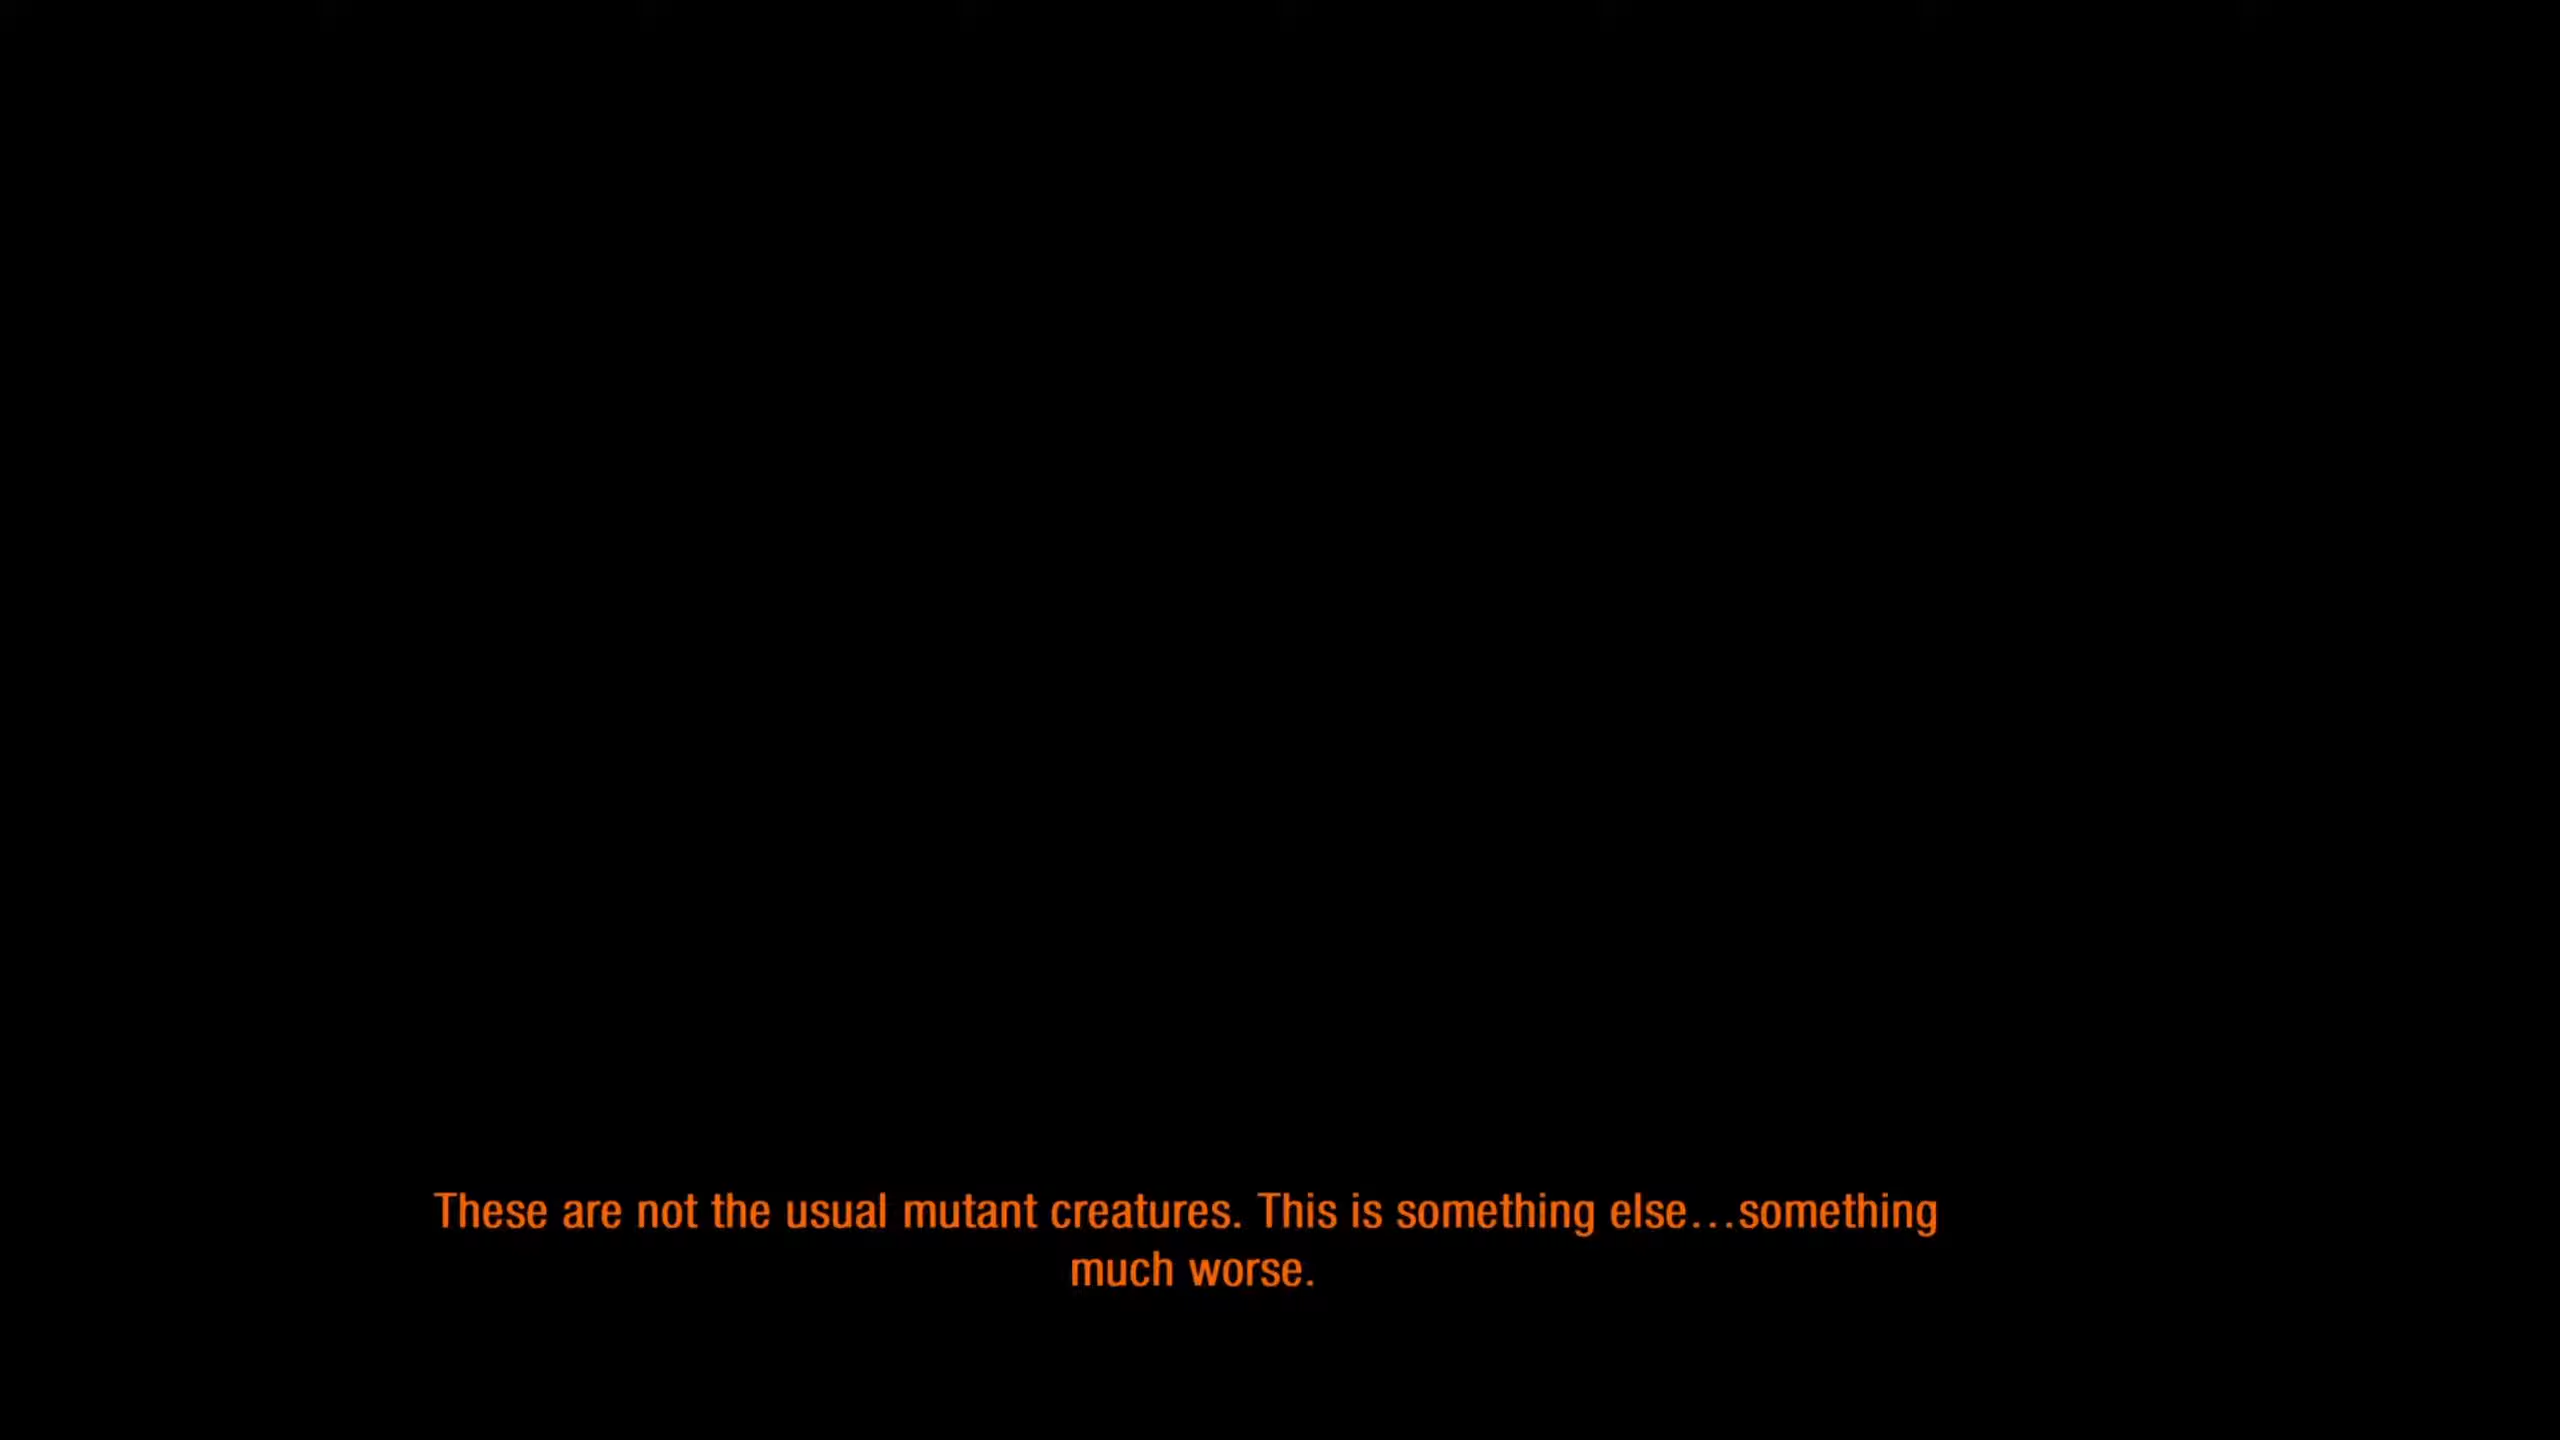 These are not the usual mutant creatures. This is something else…something
much worse.